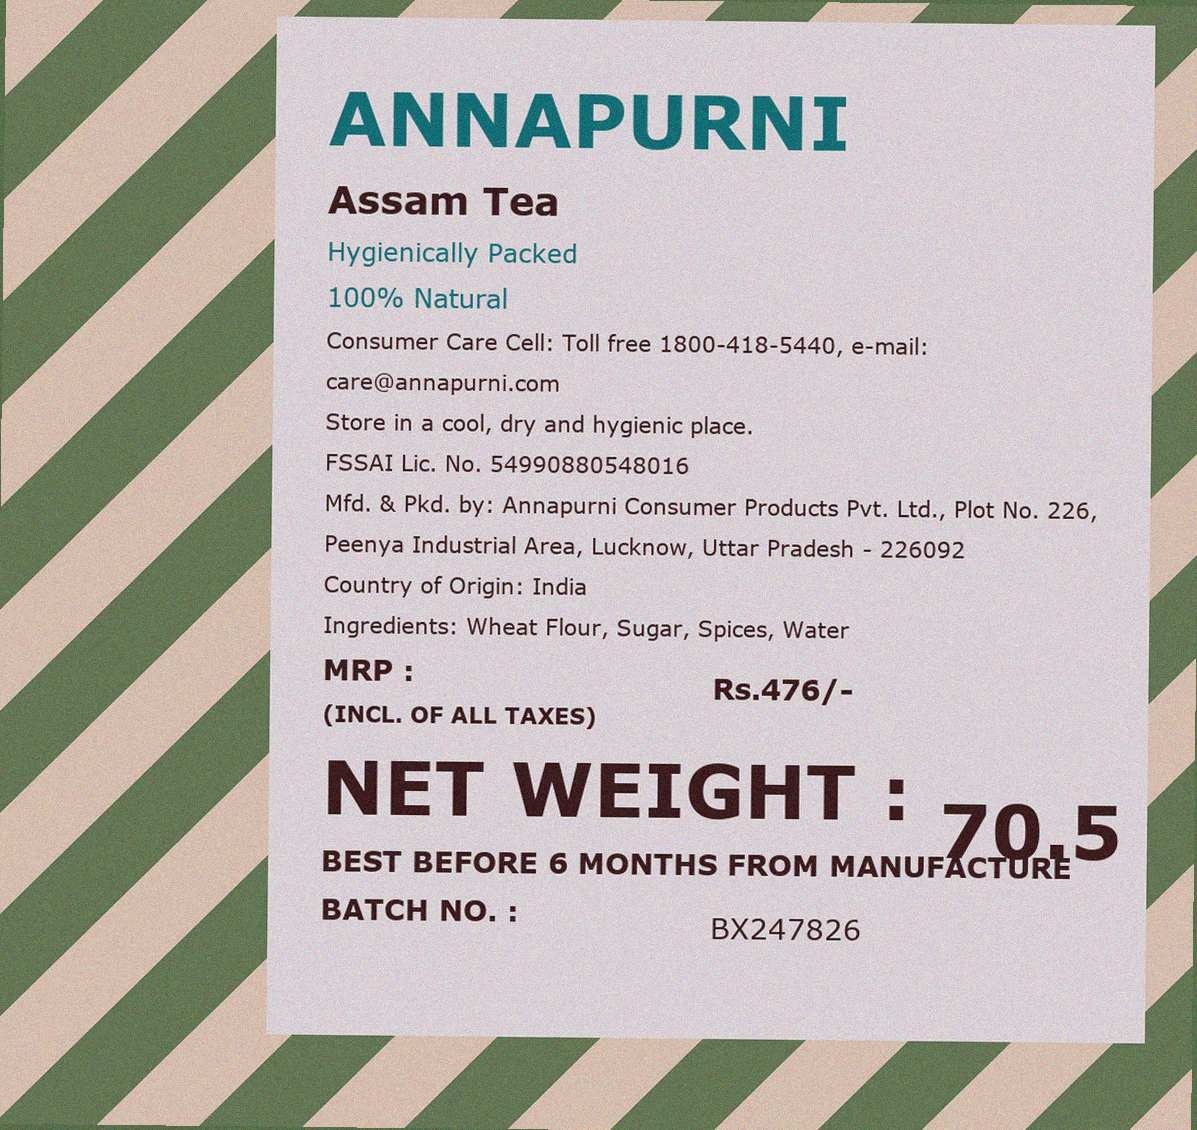 ANNAPURNI
Assam Tea
Hygienically Packed
100% Natural
Consumer Care Cell: Toll free 1800-418-5440, e-mail:
care@annapurni.com
Store in a cool, dry and hygienic place.
FSSAI Lic. No. 54990880548016
Mfd. & Pkd. by: Annapurni Consumer Products Pvt. Ltd., Plot No. 226,
Peenya Industrial Area, Lucknow, Uttar Pradesh - 226092
Country of Origin: India
Ingredients: Wheat Flour, Sugar, Spices, Water
MRP : Rs.476/-
(INCL. OF ALL TAXES)
NET WEIGHT : 70.5
BEST BEFORE 6 MONTHS FROM MANUFACTURE
BATCH NO. : BX247826